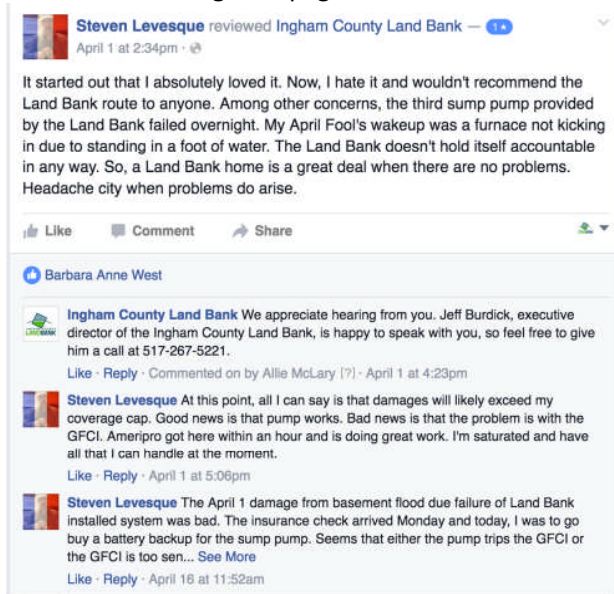 Steven Levesque reviewed Ingham County Land Bank — 1★
April 1 at 2:34pm ·
It started out that I absolutely loved it. Now, I hate it and wouldn't recommend the
Land Bank route to anyone. Among other concerns, the third sump pump provided
by the Land Bank failed overnight. My April Fool's wakeup was a furnace not kicking
in due to standing in a foot of water. The Land Bank doesn't hold itself accountable
in any way. So, a Land Bank home is a great deal when there are no problems.
Headache city when problems do arise.
Like Comment Share
Barbara Anne West
Ingham County Land Bank We appreciate hearing from you. Jeff Burdick, executive
director of the Ingham County Land Bank, is happy to speak with you, so feel free to give
him a call at 517-267-5221.
Like · Reply · Commented on by Allie McLary [?] · April 1 at 4:23pm
Steven Levesque At this point, all I can say is that damages will likely exceed my
coverage cap. Good news is that pump works. Bad news is that the problem is with the
GFCI. Ameripro got here within an hour and is doing great work. I'm saturated and have
all that I can handle at the moment.
Like · Reply · April 1 at 5:06pm
Steven Levesque The April 1 damage from basement flood due failure of Land Bank
installed system was bad. The insurance check arrived Monday and today, I was to go
buy a battery backup for the sump pump. Seems that either the pump trips the GFCI or
the GFCI is too sen... See More
Like · Reply · April 16 at 11:52am